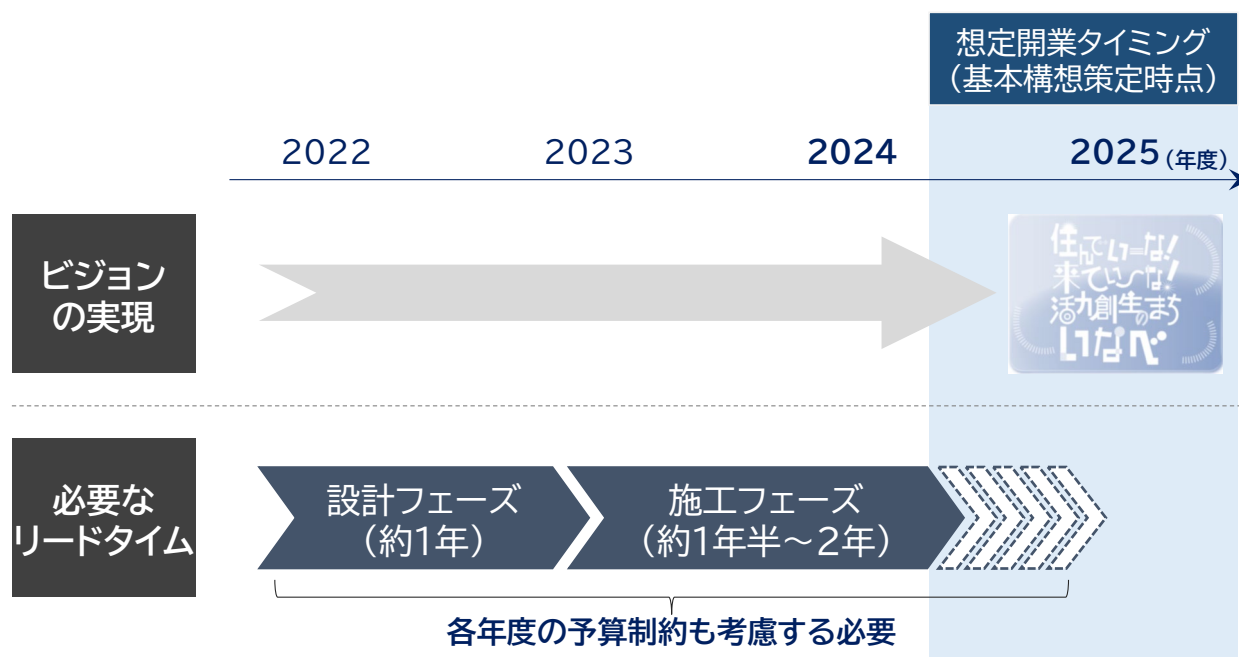 想定開業タイミング
（基本構想策定時点）
2022 2023 2024 2025（年度）
ビジョン
の実現
住んでいーな!
来てい～な!
活力創生のまち
いなべ
必要な
リードタイム
設計フェーズ
（約1年）
施工フェーズ
（約1年半～2年）
各年度の予算制約も考慮する必要